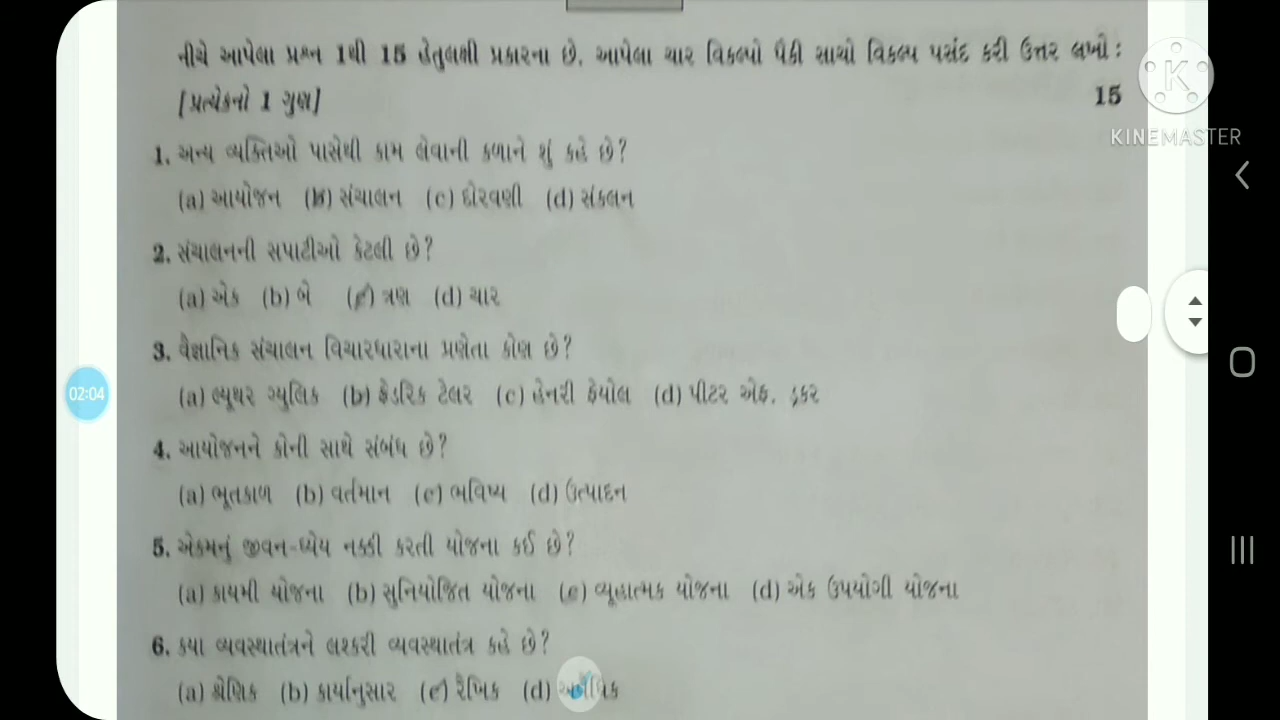 નીચે આપેલા પ્રશ્ન 1થી 15 હેતુલક્ષી પ્રકારના છે. આપેલા ચાર વિકલ્પો પૈકી સાચો વિકલ્પ પસંદ કરી ઉત્તર લખો :
[પ્રત્યેકનો 1 ગુણ] 15
KINEMASTER
1. અન્ય વ્યક્તિઓ પાસેથી કામ લેવાની કળાને શું કહે છે?
(a) આયોજન (b) સંચાલન (c) દોરવણી (d) સંકલન
2. સંચાલનની સપાટીઓ કેટલી છે?
(a) એક (b) બે (c) ત્રણ (d) ચાર
3. વૈજ્ઞાનિક સંચાલન વિચારધારાના પ્રણેતા કોણ છે?
(a) લ્યૂથર ગ્યુલિક (b) ફ્રેડરિક ટેલર (c) હેનરી ફેયોલ (d) પીટર એફ. ડ્રકર
02:04
4. આયોજનને કોની સાથે સંબંધ છે?
(a) ભૂતકાળ (b) વર્તમાન (c) ભવિષ્ય (d) ઉત્પાદન
5. એકમનું જીવન-ધ્યેય નક્કી કરતી યોજના કઈ છે?
(a) કાયમી યોજના (b) સુનિયોજિત યોજના (c) વ્યૂહાત્મક યોજના (d) એક ઉપયોગી યોજના
6. કયા વ્યવસ્થાતંત્રને લશ્કરી વ્યવસ્થાતંત્ર કહે છે?
(a) શ્રેણિક (b) કાર્યાનુસાર (c) રૈખિક (d)